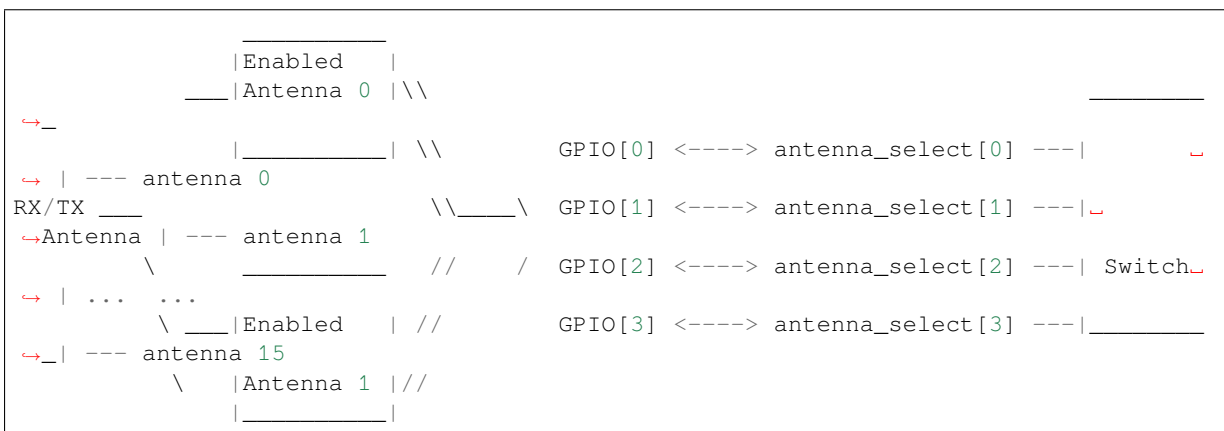 __________
               |Enabled   |
            ___|Antenna 0 |\\                                              ________
↪_
               |__________| \\        GPIO[0] <----> antenna_select[0] ---|       ␣
↪ | --- antenna 0
RX/TX ___                    \\____\  GPIO[1] <----> antenna_select[1] ---|␣
↪Antenna | --- antenna 1
         \      __________   //    /  GPIO[2] <----> antenna_select[2] ---| Switch␣
↪ | ...  ...
          \ ___|Enabled   | //        GPIO[3] <----> antenna_select[3] ---|________
↪_| --- antenna 15
           \   |Antenna 1 |//
               |__________|